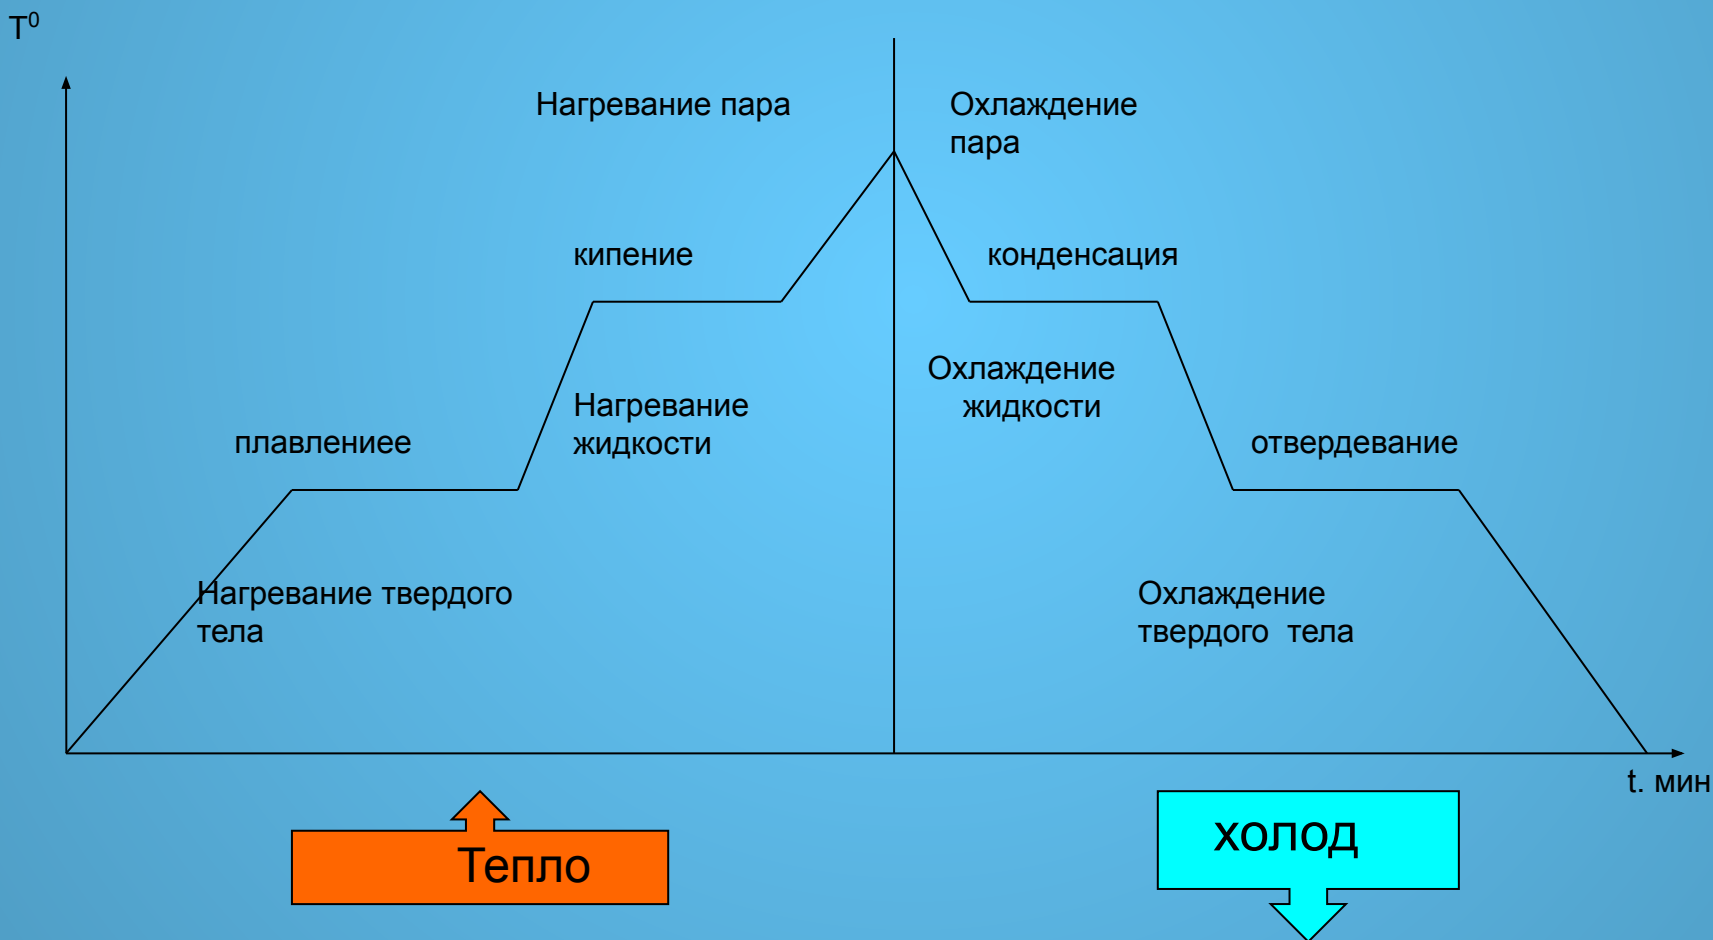 T⁰
Нагревание пара
Охлаждение
пара
кипение
конденсация
Охлаждение
жидкости
Нагревание
жидкости
плавлениее
отвердевание
Нагревание твердого
тела
Охлаждение
твердого тела
t. мин
Тепло
холод